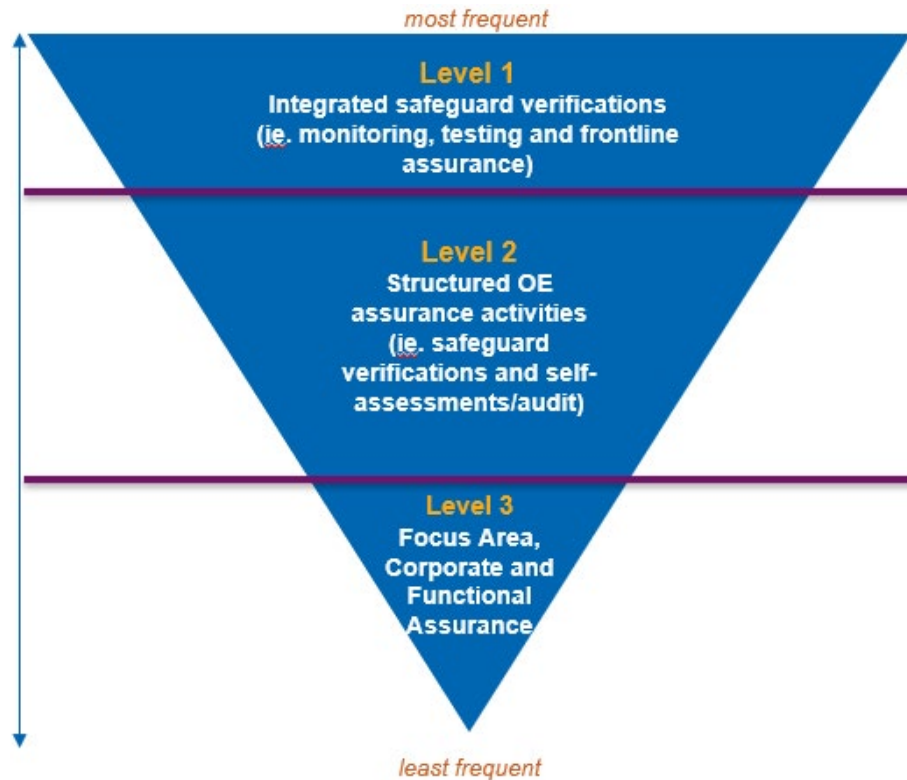 most frequent
Level 1
Integrated safeguard verifications
(ie. monitoring, testing and frontline
assurance)
Level 2
Structured OE
assurance activities
(ie. safeguard
verifications and self-
assessments/audit)
Level 3
Focus Area,
Corporate and
Functional
Assurance
least frequent